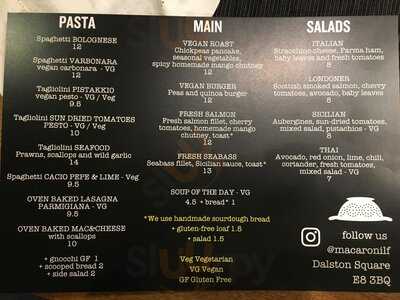 PASTA
Spaghetti BOLOGNESE
12
Spaghetti VARBONARA
vegan carbonara - VG
12
Tagliolini PISTAKKIO
vegan pesto - VG / Veg
9.5
Tagliolini SUN DRIED TOMATOES
PESTO - VG / Veg
10
Tagliolini SEAFOOD
Prawns, scallops and wild garlic
14
Spaghetti CACIO PEPE & LIME - Veg
9.5
OVEN BAKED LASAGNA
PARMIGIANA - VG
9.5
OVEN BAKED MAC&CHEESE
with scallops
10
+ gnocchi GF 1
+ scooped bread 2
+ side salad 2
MAIN
VEGAN ROAST
Chickpeas pancake,
seasonal vegetables,
spicy homemade mango chutney
12
VEGAN BURGER
Peas and quinoa burger
12
FRESH SALMON
Fresh salmon fillet, cherry
tomatoes, homemade mango
chutney, toast*
12
FRESH SEABASS
Seabass fillet, Sicilian sauce, toast*
13
SOUP OF THE DAY - VG
4.5 + bread* 1
*We use handmade sourdough bread
+ gluten-free loaf 1.5
+ salad 1.5
Veg Vegetarian
VG Vegan
GF Gluten Free
SALADS
ITALIAN
Stracchino cheese, Parma ham,
baby leaves and fresh tomatoes
8
LONDONER
Scottish smoked salmon, cherry
tomatoes, avocado, baby leaves
8
SICILIAN
Aubergines, sun-dried tomatoes,
mixed salad, pistachios - VG
8
THAI
Avocado, red onion, lime, chili,
coriander, fresh tomatoes,
mixed salad - VG
7
follow us
@macaronilf
Dalston Square
E8 3BQ